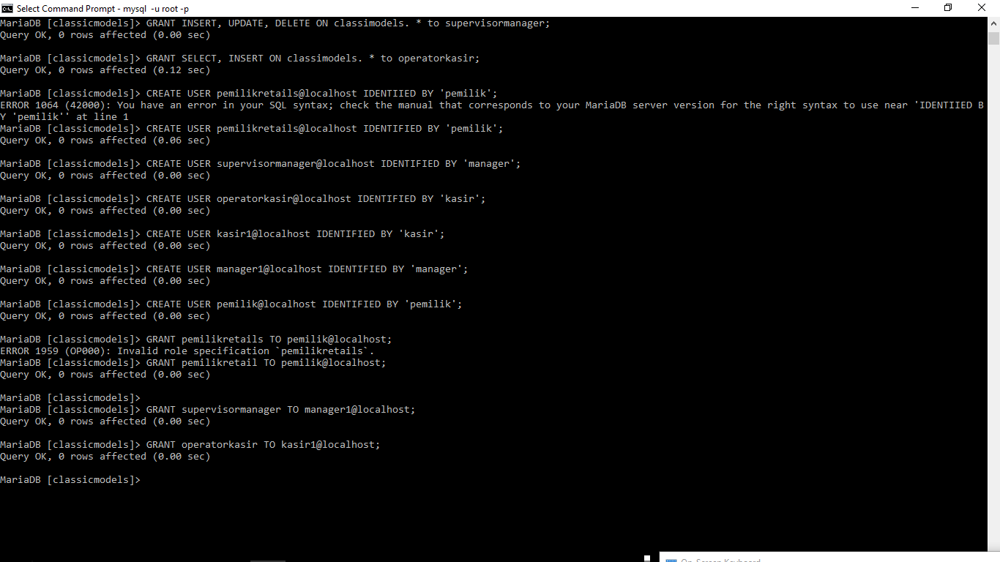 Select Command Prompt - mysql -u root -p
MariaDB [classicmodels]> GRANT INSERT, UPDATE, DELETE ON classimodels. * to supervisormanager;
Query OK, 0 rows affected (0.00 sec)
MariaDB [classicmodels]> GRANT SELECT, INSERT ON classimodels. * to operatorkasir;
Query OK, 0 rows affected (0.12 sec)
MariaDB [classicmodels]> CREATE USER pemilikretails@localhost IDENTIIED BY 'pemilik';
ERROR 1064 (42000): You have an error in your SQL syntax; check the manual that corresponds to your MariaDB server version for the right syntax to use near 'IDENTIIED B
Y 'pemilik'' at line 1
MariaDB [classicmodels]> CREATE USER pemilikretails@localhost IDENTIFIED BY 'pemilik';
Query OK, 0 rows affected (0.06 sec)
MariaDB [classicmodels]> CREATE USER supervisormanager@localhost IDENTIFIED BY 'manager';
Query OK, 0 rows affected (0.00 sec)
MariaDB [classicmodels]> CREATE USER operatorkasir@localhost IDENTIFIED BY 'kasir';
Query OK, 0 rows affected (0.00 sec)
MariaDB [classicmodels]> CREATE USER kasir1@localhost IDENTIFIED BY 'kasir';
Query OK, 0 rows affected (0.00 sec)
MariaDB [classicmodels]> CREATE USER manager1@localhost IDENTIFIED BY 'manager';
Query OK, 0 rows affected (0.00 sec)
MariaDB [classicmodels]> CREATE USER pemilik@localhost IDENTIFIED BY 'pemilik';
Query OK, 0 rows affected (0.00 sec)
MariaDB [classicmodels]> GRANT pemilikretails TO pemilik@localhost;
ERROR 1959 (OP000): Invalid role specification `pemilikretails`.
MariaDB [classicmodels]> GRANT pemilikretail TO pemilik@localhost;
Query OK, 0 rows affected (0.00 sec)
MariaDB [classicmodels]>
MariaDB [classicmodels]> GRANT supervisormanager TO manager1@localhost;
Query OK, 0 rows affected (0.00 sec)
MariaDB [classicmodels]> GRANT operatorkasir TO kasir1@localhost;
Query OK, 0 rows affected (0.00 sec)
MariaDB [classicmodels]>
On-Screen Keyboard